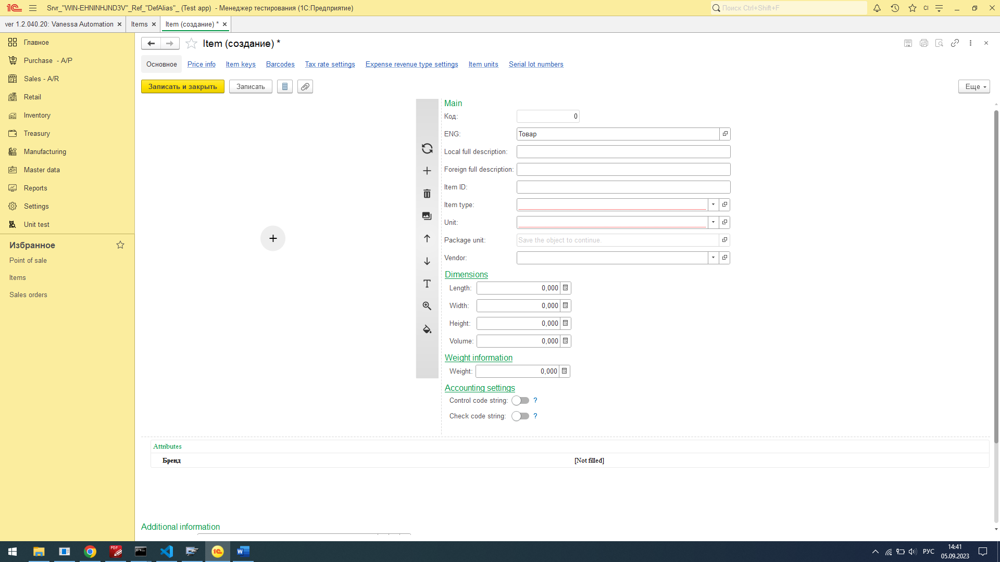 Srvr_"WIN-EHNINHJND3V"_Ref_"DefAlias"_ (Test app) - Менеджер тестирования (1С:Предприятие)
Поиск Ctrl+Shift+F
CI
ver 1.2.040.20: Vanessa Automation
Items
Item (создание) *
Главное
Purchase - A/P
Sales - A/R
Retail
Inventory
Treasury
Manufacturing
Master data
Reports
Settings
Unit test
Избранное
Point of sale
Items
Sales orders
Item (создание) *
Основное Price info Item keys Barcodes Tax rate settings Expense revenue type settings Item units Serial lot numbers
Записать и закрыть Записать Еще
Main
Код: 0
ENG: Товар
Local full description:
Foreign full description:
Item ID:
Item type:
Unit:
Package unit: Save the object to continue.
Vendor:
Dimensions
Length: 0,000
Width: 0,000
Height: 0,000
Volume: 0,000
Weight information
Weight: 0,000
Accounting settings
Control code string: ?
Check code string: ?
Attributes
Бренд [Not filled]
Additional information
РУС
14:41
05.09.2023